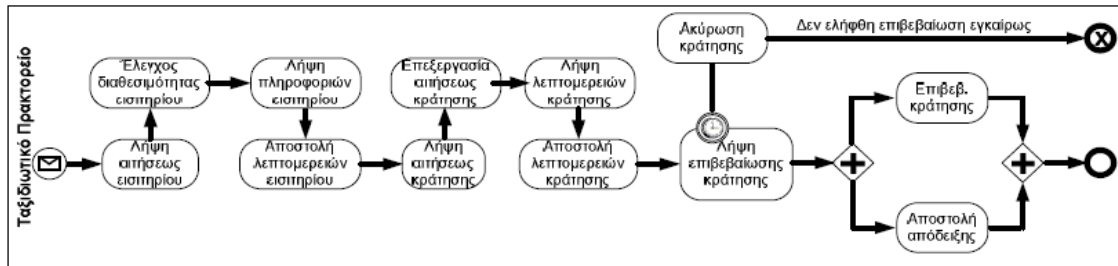 Ταξιδιωτικό Πρακτορείο
Λήψη
αιτήσεως
εισιτηρίου
Έλεγχος
διαθεσιμότητας
εισιτηρίου
Λήψη
πληροφοριών
εισιτηρίου
Αποστολή
λεπτομερειών
εισιτηρίου
Λήψη
αιτήσεως
κράτησης
Επεξεργασία
αιτήσεως
κράτησης
Λήψη
λεπτομερειών
κράτησης
Αποστολή
λεπτομερειών
κράτησης
Λήψη
επιβεβαίωσης
κράτησης
Ακύρωση
κράτησης
Δεν ελήφθη επιβεβαίωση εγκαίρως
Επιβεβ.
κράτησης
Αποστολή
απόδειξης